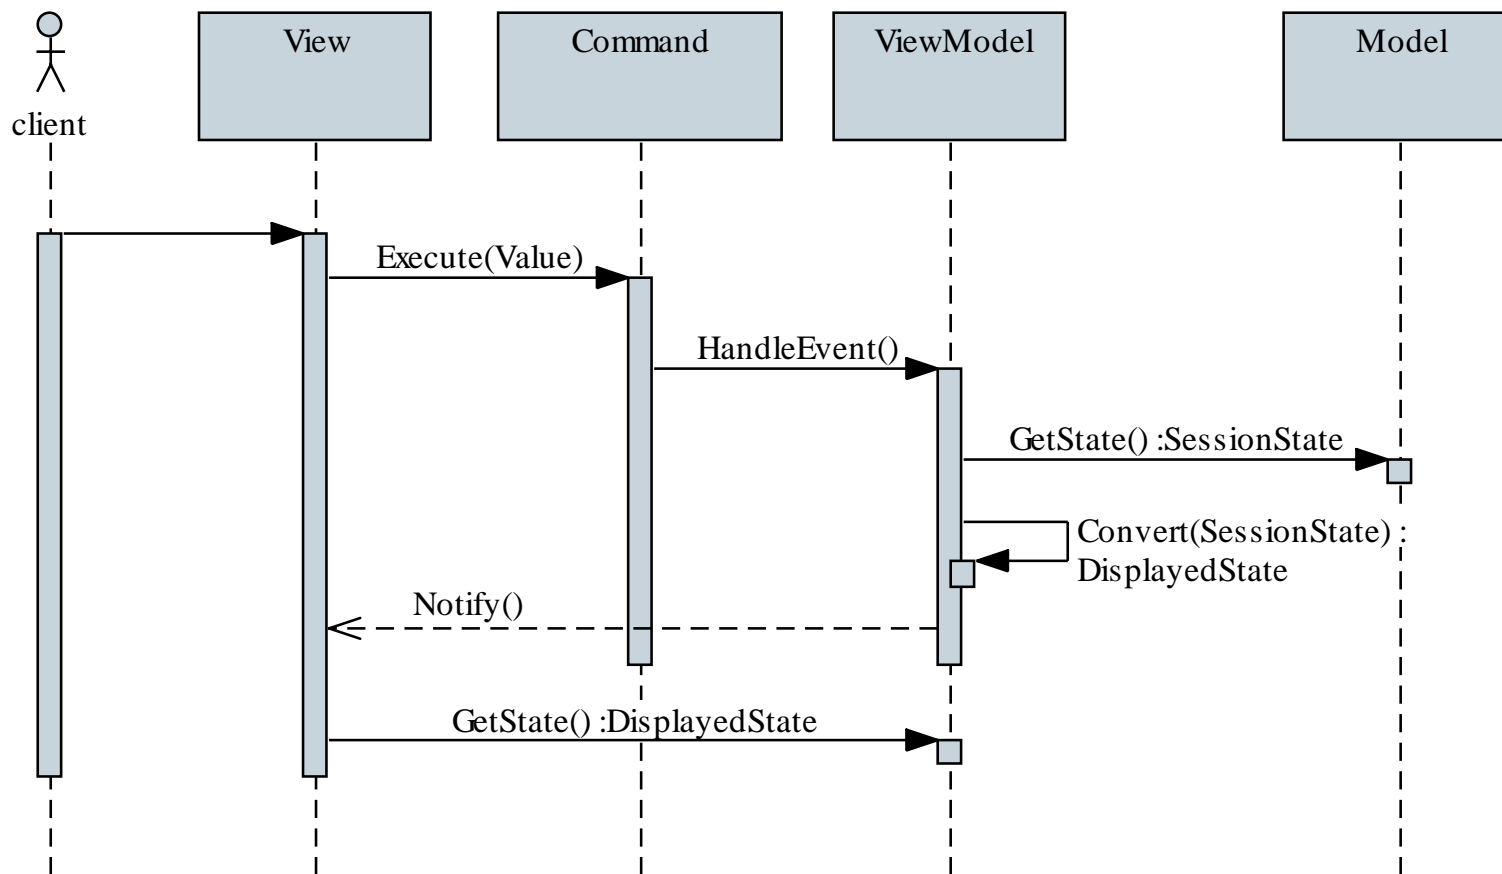 client
View
Command
ViewModel
Model
Execute(Value)
HandleEvent()
GetState() :SessionState
Convert(SessionState) :
DisplayedState
Notify()
GetState() :DisplayedState